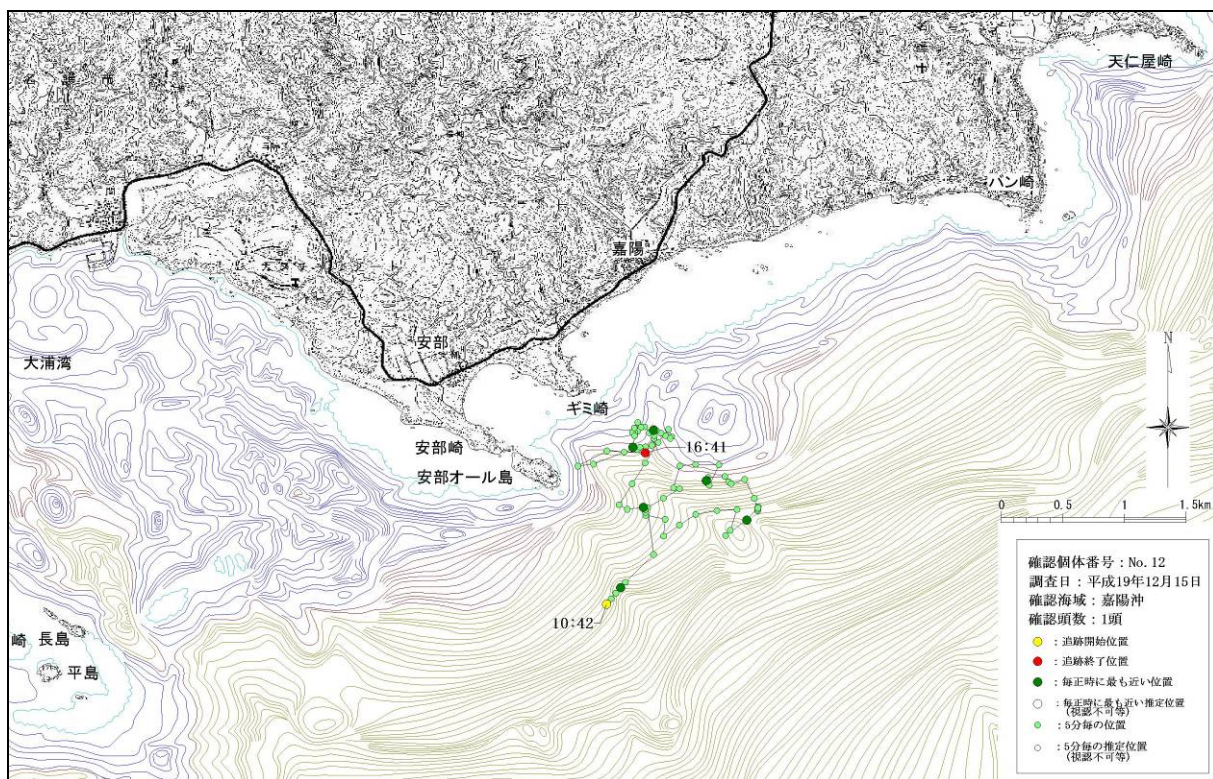 天仁屋崎
バン崎
嘉陽
安部
大浦湾
ギミ崎
安部崎
16:41
安部オール島
N
0 0.5 1 1.5km
10:42
崎 長島
平島
確認個体番号:No.12
調査日:平成19年12月15日
確認海域:嘉陽沖
確認頭数:1頭
:追跡開始位置
:追跡終了位置
:毎正時に最も近い位置
:毎正時に最も近い推定位置
(視認不可等)
:5分毎の位置
:5分毎の推定位置
(視認不可等)